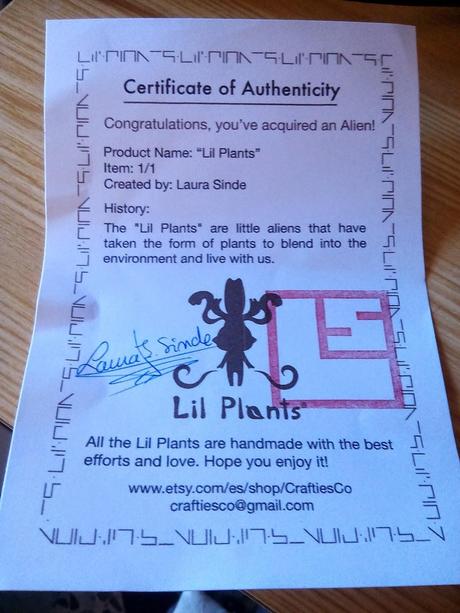 Certificate of Authenticity
Congratulations, you've acquired an Alien!
Product Name: “Lil Plants”
Item: 1/1
Created by: Laura Sinde
History:
The "Lil Plants" are little aliens that have
taken the form of plants to blend into the
environment and live with us.
Laura S. Sinde
LS
Lil Plants®
All the Lil Plants are handmade with the best
efforts and love. Hope you enjoy it!
www.etsy.com/es/shop/CraftiesCo
craftiesco@gmail.com